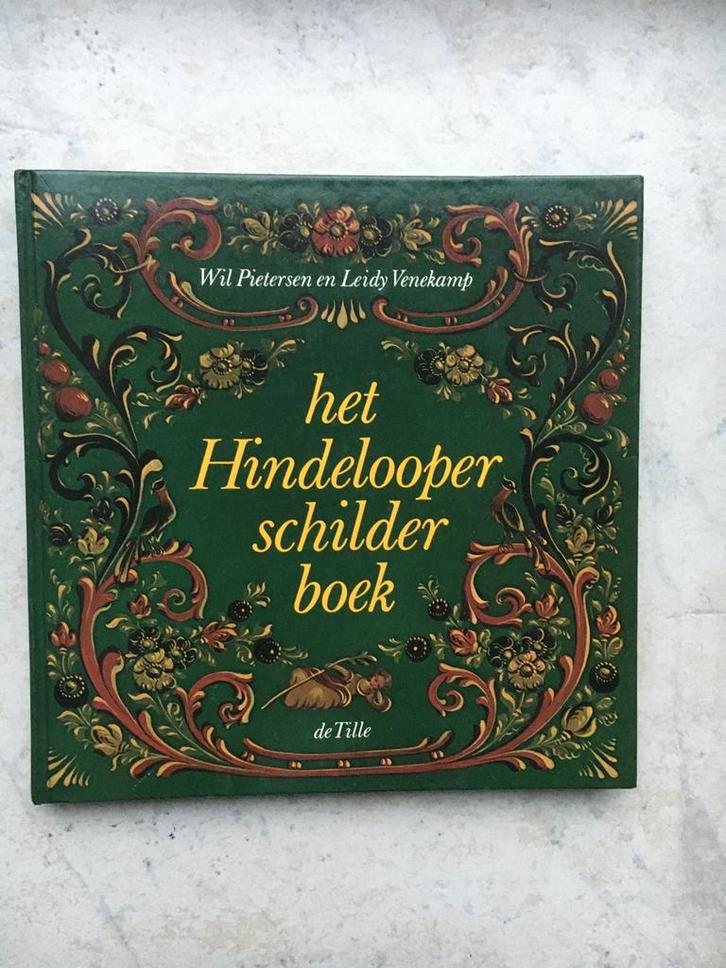 Wil Pietersen en Leidy Venekamp
het
Hindelooper
schilder
boek
de Tille